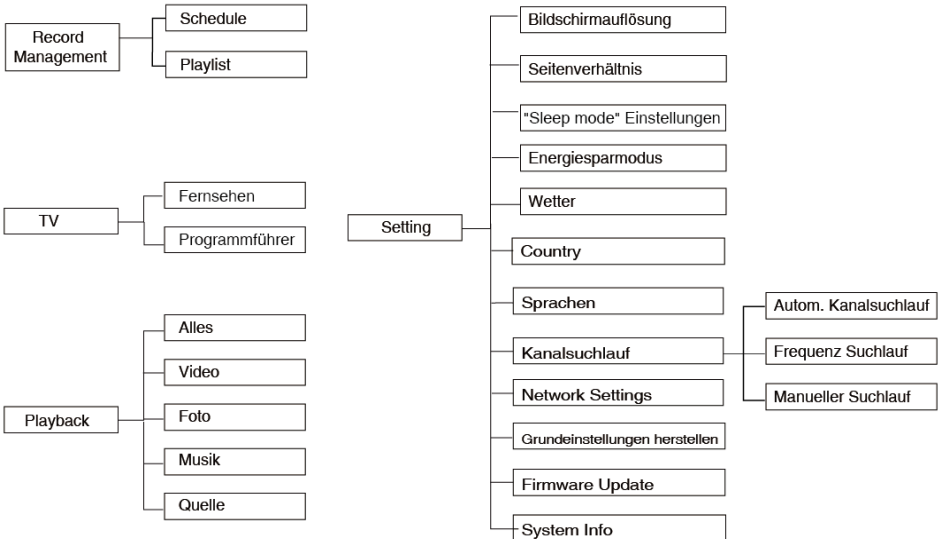 Record
Management
Schedule
Playlist
TV
Fernsehen
Programmführer
Playback
Alles
Video
Foto
Musik
Quelle
Setting
Bildschirmauflösung
Seitenverhältnis
"Sleep mode" Einstellungen
Energiesparmodus
Wetter
Country
Sprachen
Kanalsuchlauf
Autom. Kanalsuchlauf
Frequenz Suchlauf
Manueller Suchlauf
Network Settings
Grundeinstellungen herstellen
Firmware Update
System Info